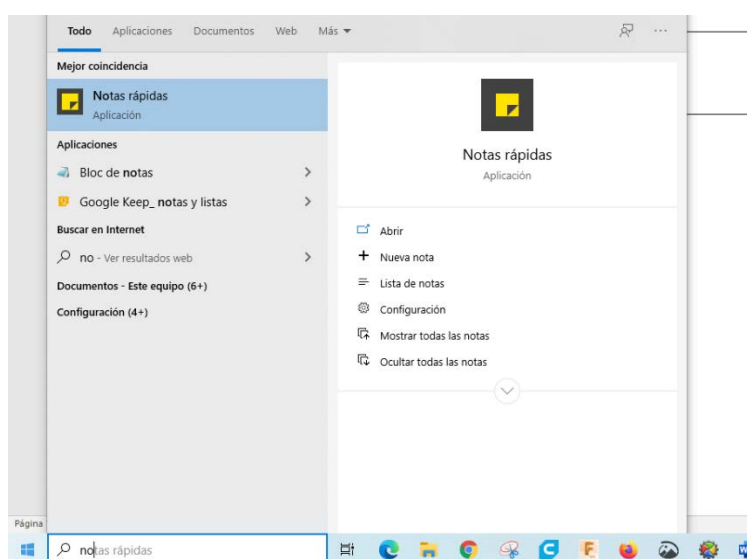 Todo Aplicaciones Documentos Web Más
Mejor coincidencia
Notas rápidas
Aplicación
Aplicaciones
Bloc de notas
Google Keep_ notas y listas
Buscar en Internet
no - Ver resultados web
Documentos - Este equipo (6+)
Configuración (4+)
Notas rápidas
Aplicación
Abrir
Nueva nota
Lista de notas
Configuración
Mostrar todas las notas
Ocultar todas las notas
Página
notas rápidas